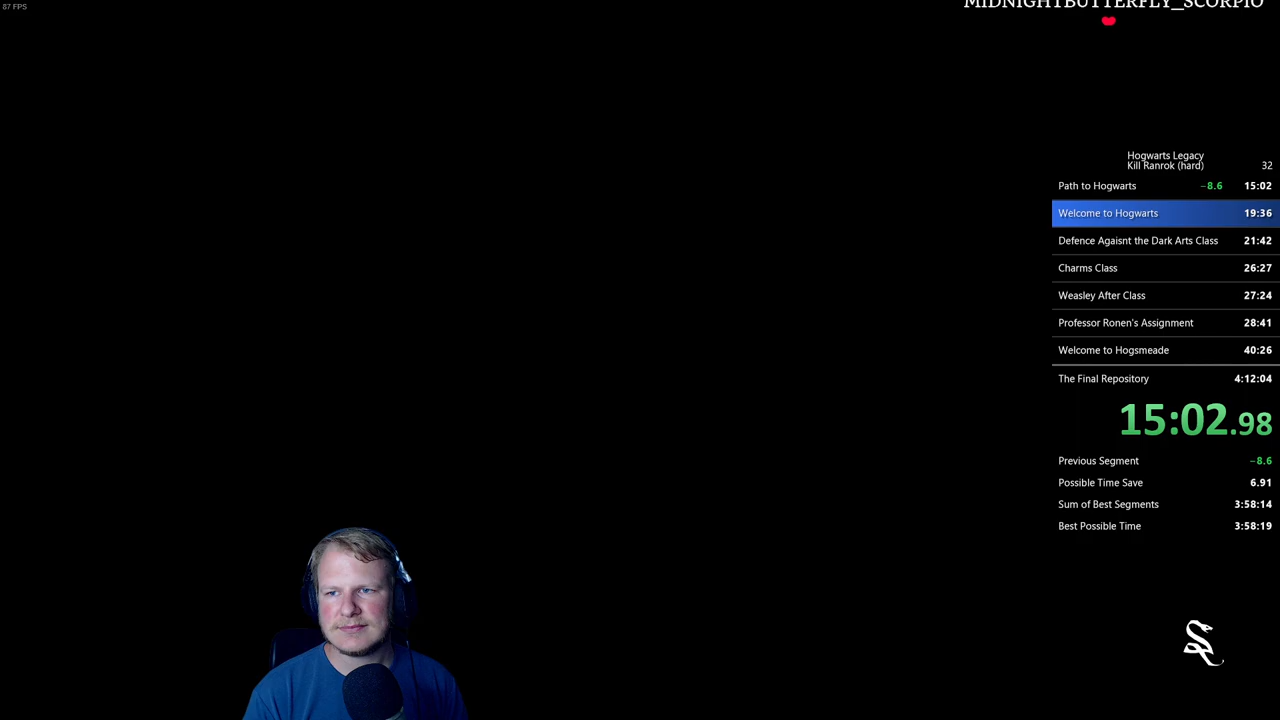 87 FPS
MIDNIGHTBUTTERFLY_SCORPIO
Hogwarts Legacy
Kill Ranrok (hard) 32
Path to Hogwarts −8.6 15:02
Welcome to Hogwarts 19:36
Defence Agaisnt the Dark Arts Class 21:42
Charms Class 26:27
Weasley After Class 27:24
Professor Ronen's Assignment 28:41
Welcome to Hogsmeade 40:26
The Final Repository 4:12:04
15:02.98
Previous Segment −8.6
Possible Time Save 6.91
Sum of Best Segments 3:58:14
Best Possible Time 3:58:19